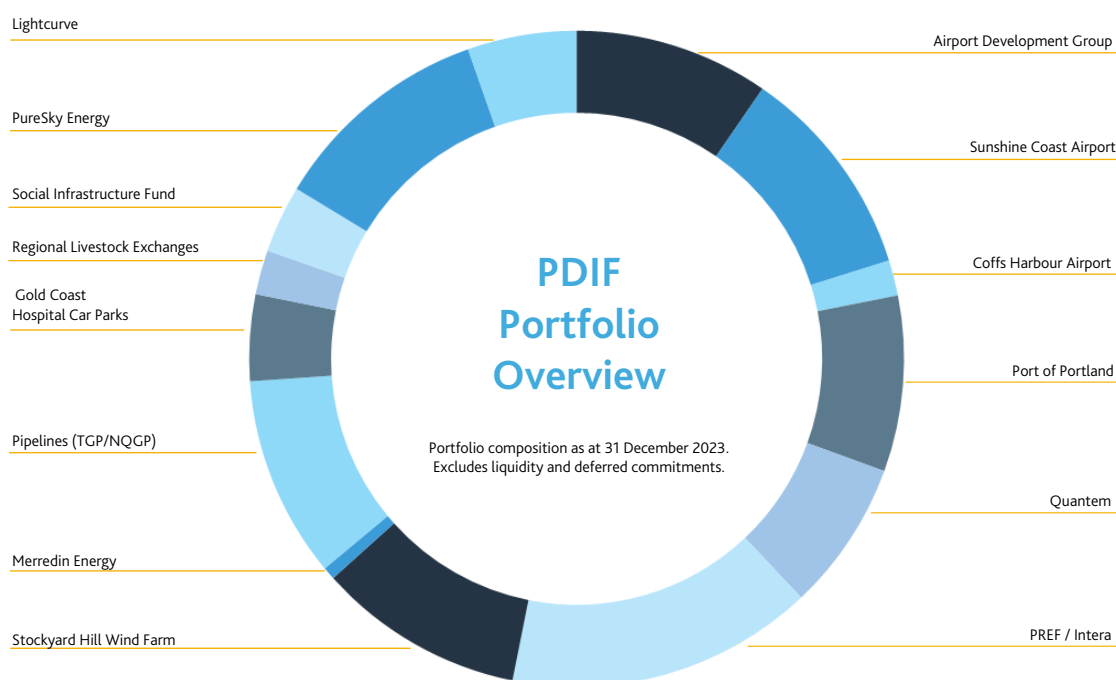 Lightcurve
Airport Development Group
PureSky Energy
Sunshine Coast Airport
Social Infrastructure Fund
Regional Livestock Exchanges
Coffs Harbour Airport
Gold Coast
Hospital Car Parks
PDIF
Portfolio
Overview
Port of Portland
Pipelines (TGP/NQGP)
Portfolio composition as at 31 December 2023.
Excludes liquidity and deferred commitments.
Quantem
Merredin Energy
Stockyard Hill Wind Farm
PREF / Intera